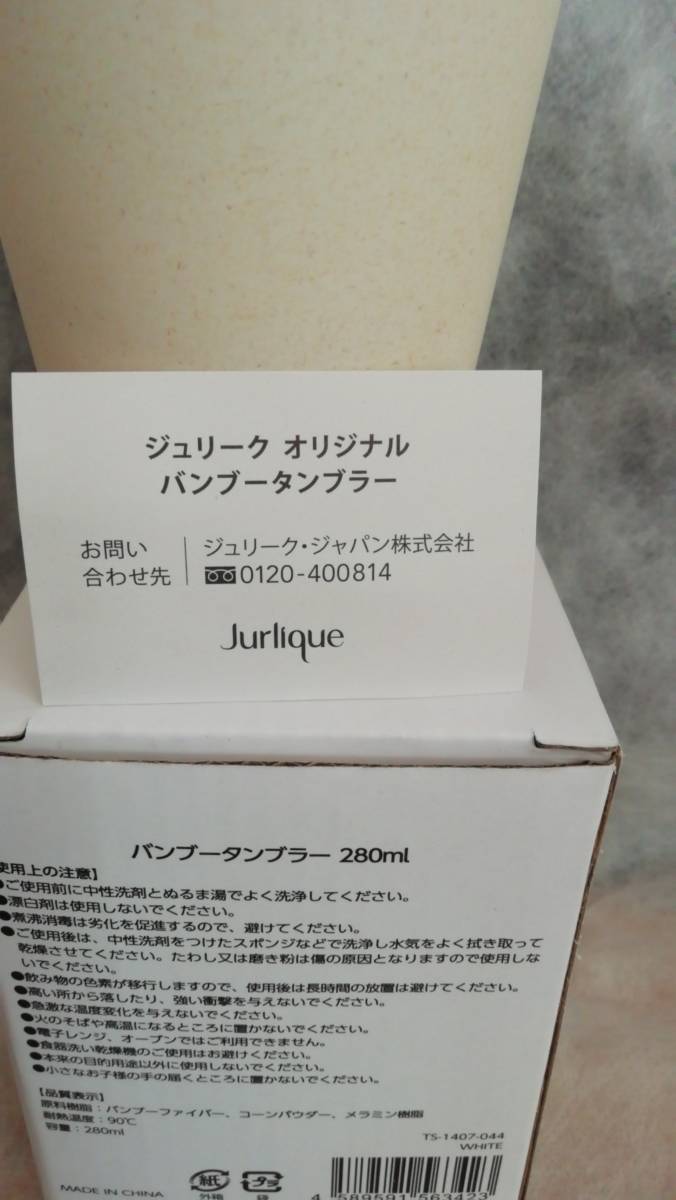 ジュリーク オリジナル
バンブータンブラー
お問い
合わせ先
ジュリーク・ジャパン株式会社
0120-400814
Jurlique
バンブータンブラー 280ml
使用上の注意】
●ご使用前に中性洗剤とぬるま湯でよく洗浄してください。
●漂白剤は使用しないでください。
●煮沸消毒は劣化を促進するので、避けてください。
●ご使用後は、中性洗剤をつけたスポンジなどで洗浄し水気をよく拭き取って
乾燥させてください。たわし又は磨き粉は傷の原因となりますので使用しな
いでください。
●飲み物の色素が移行しますので、使用後は長時間の放置は避けてください。
●高い所から落したり、強い衝撃を与えないでください。
●急激な温度変化を与えないでください。
●火のそばや高温になるところに置かないでください。
●電子レンジ、オーブンではご利用できません。
●食器洗い乾燥機のご使用はお避けください。
●本来の目的用途以外に使用しないでください。
●小さなお子様の手の届くところに置かないでください。
【品質表示】
原料樹脂：バンブーファイバー、コーンパウダー、メラミン樹脂
耐熱温度：90℃
容量：280ml
TS-1407-044
WHITE
MADE IN CHINA
紙
外箱
プラ
袋
4 589591 563423